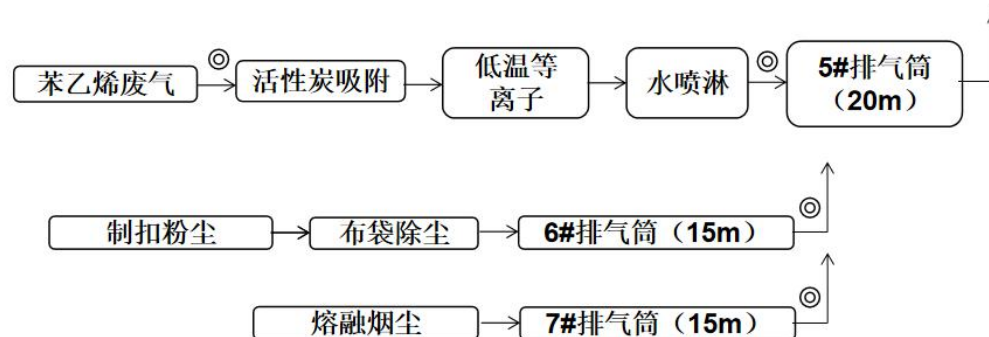 苯乙烯废气
活性炭吸附
低温等
离子
水喷淋
5#排气筒
（20m）
制扣粉尘
布袋除尘
6#排气筒（15m）
熔融烟尘
7#排气筒（15m）